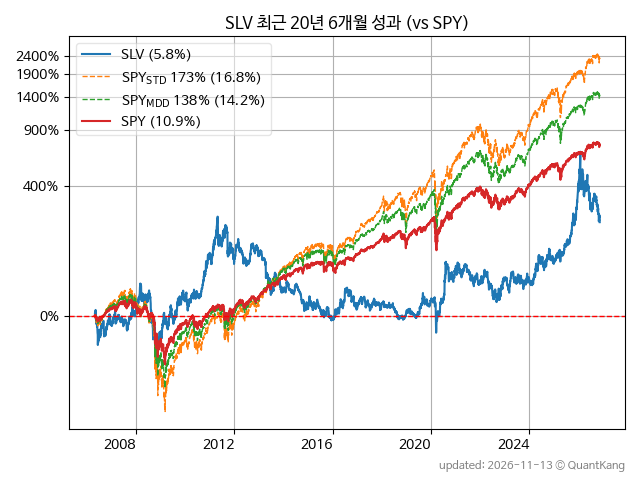 SLV 최근 20년 6개월 성과 (vs SPY)
SLV (5.8%)
SPY_STD 173% (16.8%)
SPY_MDD 138% (14.2%)
SPY (10.9%)
2400%
1900%
1400%
900%
400%
0%
2008
2012
2016
2020
2024
updated: 2026-11-13 © QuantKang